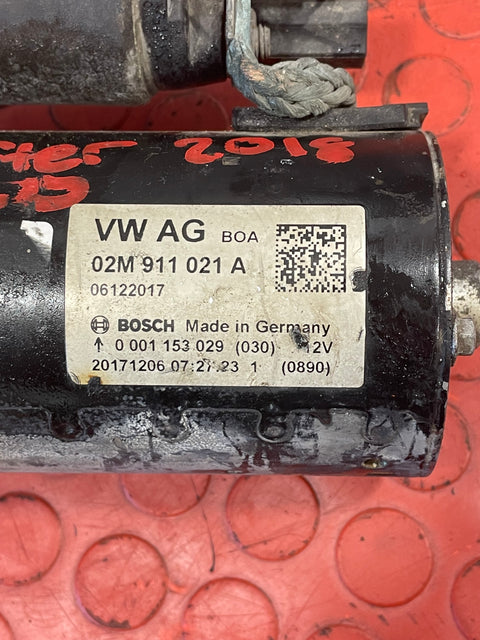 2018
VW AG BOA
02M 911 021 A
06122017
BOSCH Made in Germany
0 001 153 029 (030) 12V
20171206 07:27:23 1 (0890)